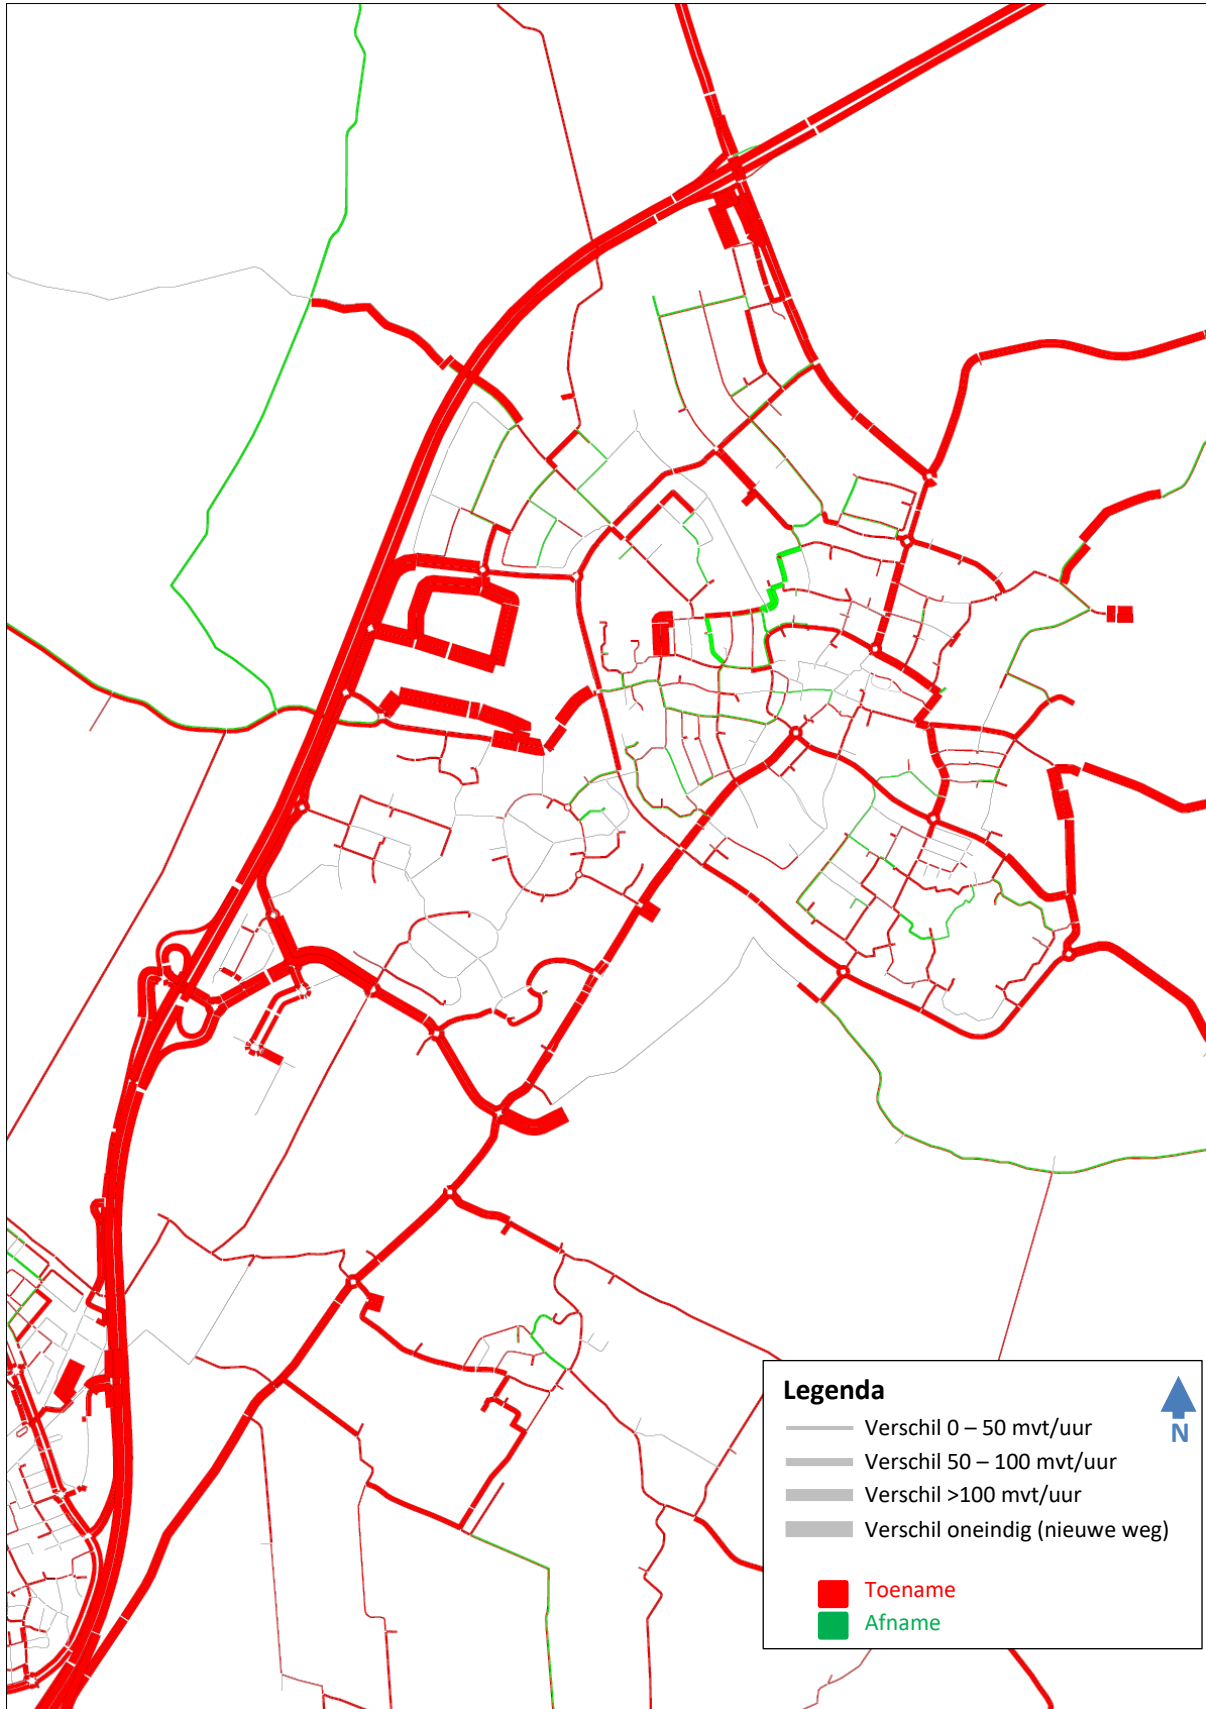 Legenda
N
Verschil 0 – 50 mvt/uur
Verschil 50 – 100 mvt/uur
Verschil >100 mvt/uur
Verschil oneindig (nieuwe weg)
Toename
Afname